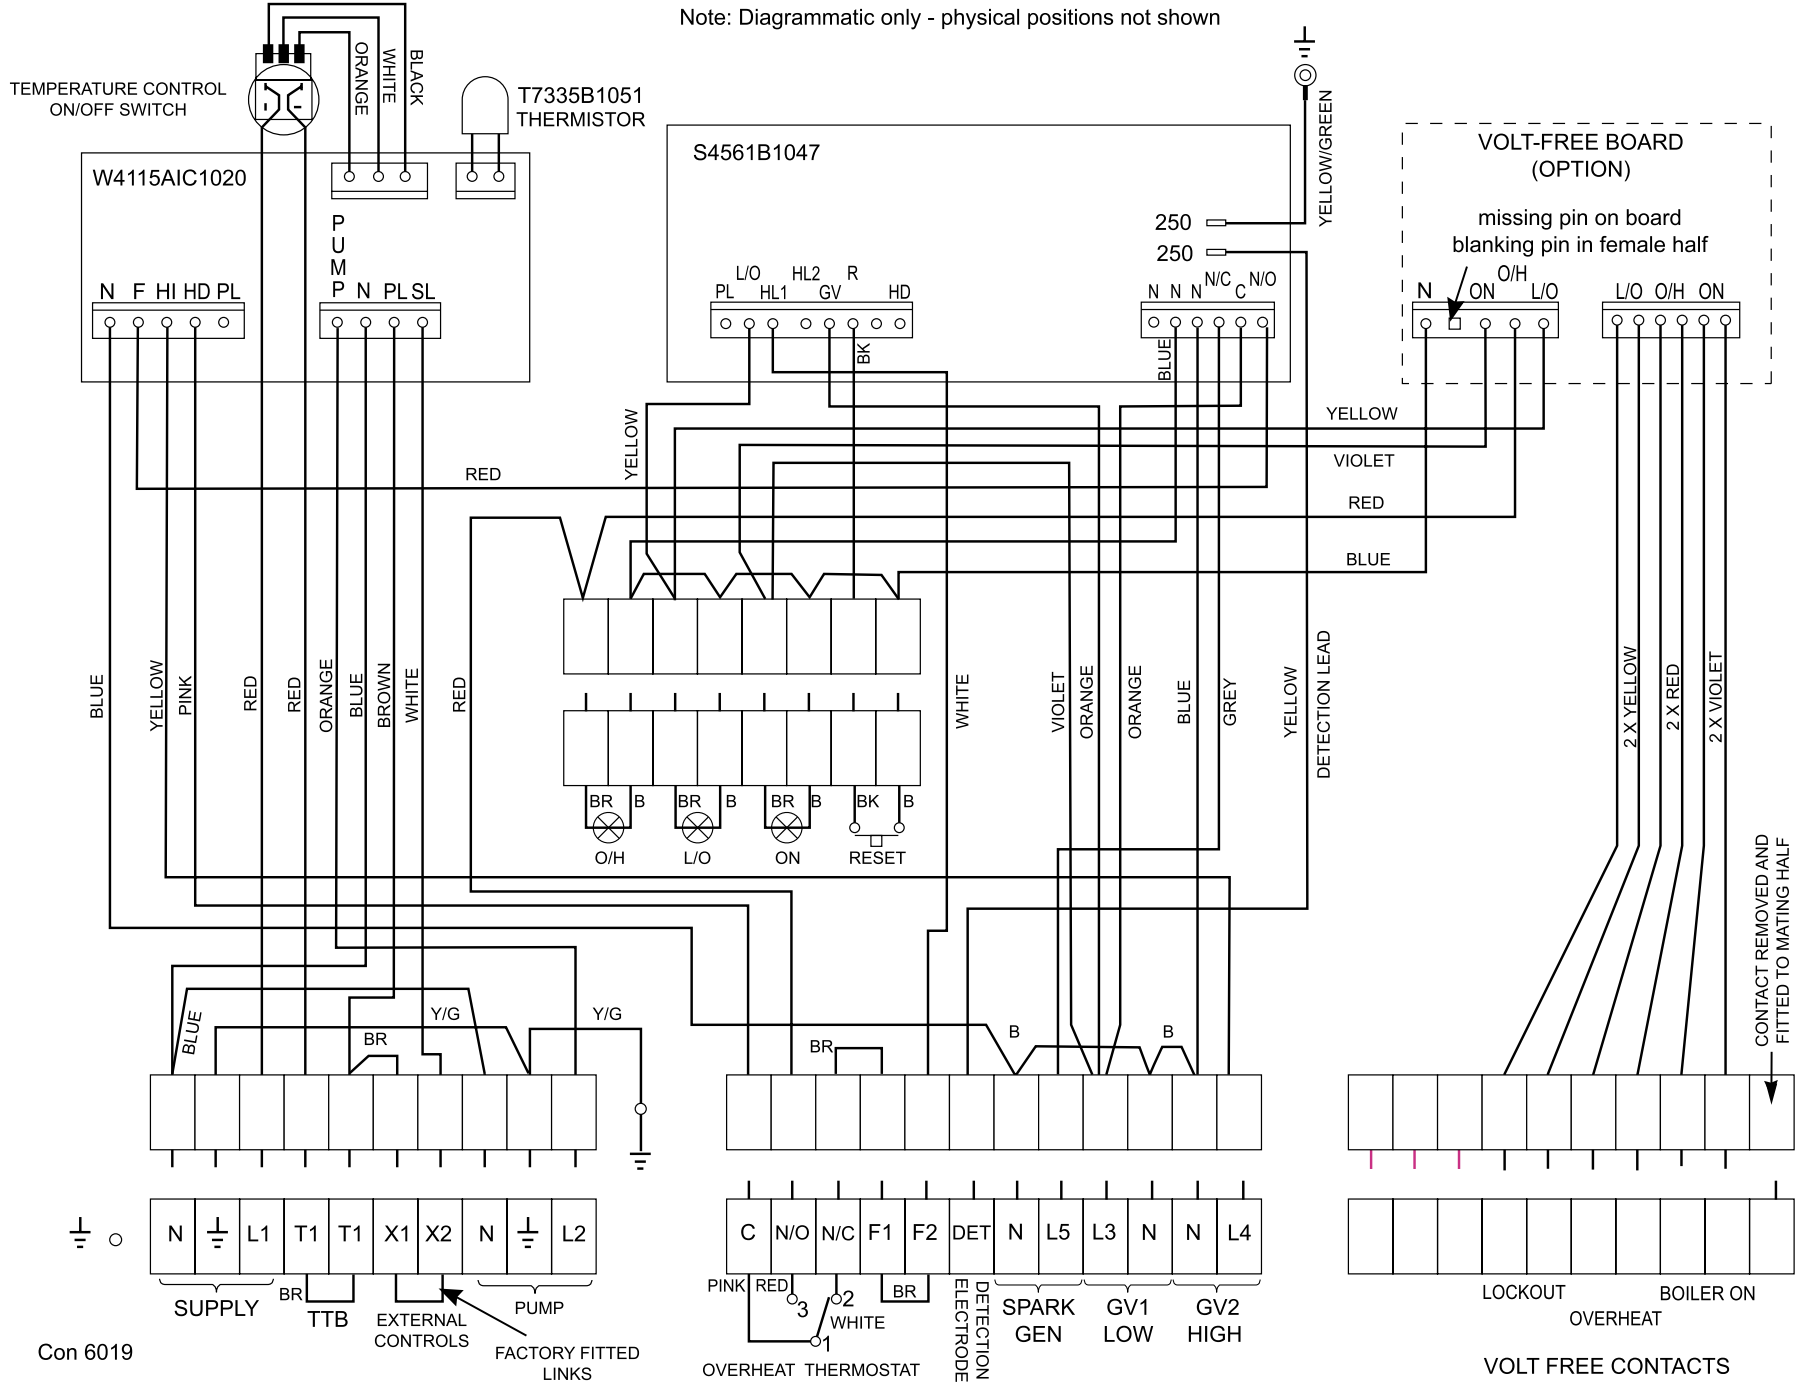 Note: Diagrammatic only - physical positions not shown
TEMPERATURE CONTROL
ON/OFF SWITCH
ORANGE
WHITE
BLACK
T7335B1051
THERMISTOR
W4115AIC1020
PUMP
N F HI HD PL
P N PL SL
S4561B1047
250
250
YELLOW/GREEN
L/O HL2 R
PL HL1 GV HD
N/C N/O
N N N C
BK
BLUE
VOLT-FREE BOARD
(OPTION)
missing pin on board
blanking pin in female half
O/H
N ON L/O
L/O O/H ON
YELLOW
YELLOW
VIOLET
RED
RED
BLUE
BLUE
YELLOW
PINK
RED
RED
ORANGE
BLUE
BROWN
WHITE
RED
WHITE
VIOLET
ORANGE
ORANGE
BLUE
GREY
YELLOW
DETECTION LEAD
2 X YELLOW
2 X RED
2 X VIOLET
BR B BR B BR B BK B
O/H L/O ON RESET
CONTACT REMOVED AND
FITTED TO MATING HALF
BLUE
Y/G
Y/G
BR
BR
B
B
N L1 T1 T1 X1 X2 N L2
C N/O N/C F1 F2 DET N L5 L3 N N L4
SUPPLY
BR
TTB
EXTERNAL
CONTROLS
PUMP
FACTORY FITTED
LINKS
PINK RED
3 2
WHITE
1
BR
OVERHEAT THERMOSTAT
DETECTION
ELECTRODE
SPARK
GEN
GV1
LOW
GV2
HIGH
LOCKOUT
OVERHEAT
BOILER ON
VOLT FREE CONTACTS
Con 6019